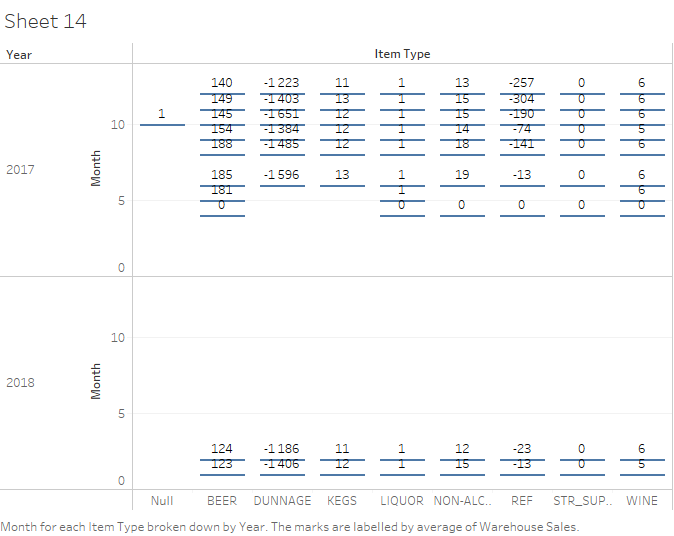 Sheet 14
Year
Item Type
140 -1 223 11 1 13 -257 0 6
149 -1 403 13 1 15 -304 0 6
1 145 -1 651 12 1 15 -190 0 6
10 154 -1 384 12 1 14 -74 0 5
188 -1 485 12 1 18 -141 0 6
2017 Month
185 -1 596 13 1 19 -13 0 6
181 1 6
5
0 0 0 0 0 0
0
10
2018 Month
5
124 -1 186 11 1 12 -23 0 6
123 -1 406 12 1 15 -13 0 5
0
Null BEER DUNNAGE KEGS LIQUOR NON-ALC.. REF STR_SUP.. WINE
Month for each Item Type broken down by Year. The marks are labelled by average of Warehouse Sales.